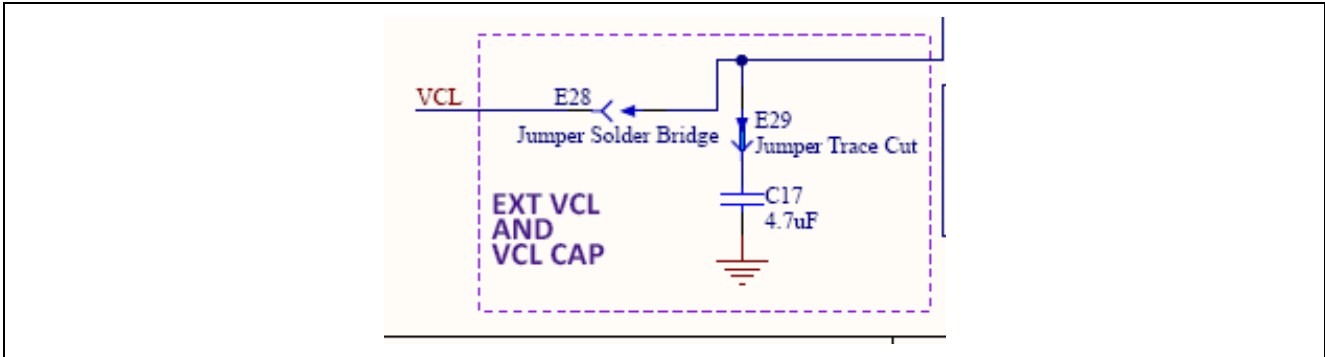 VCL
E28
Jumper Solder Bridge
E29
Jumper Trace Cut
C17
4.7uF
EXT VCL
AND
VCL CAP